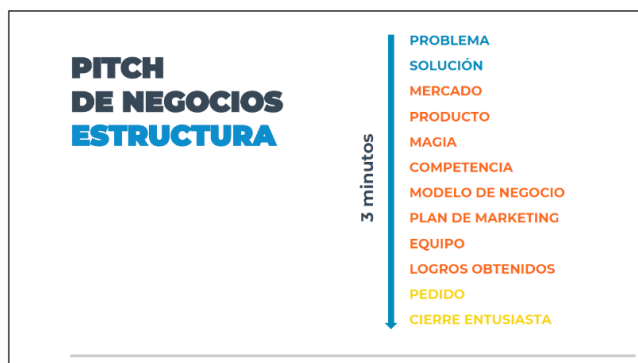 PITCH
DE NEGOCIOS
ESTRUCTURA
3 minutos
PROBLEMA
SOLUCIÓN
MERCADO
PRODUCTO
MAGIA
COMPETENCIA
MODELO DE NEGOCIO
PLAN DE MARKETING
EQUIPO
LOGROS OBTENIDOS
PEDIDO
CIERRE ENTUSIASTA